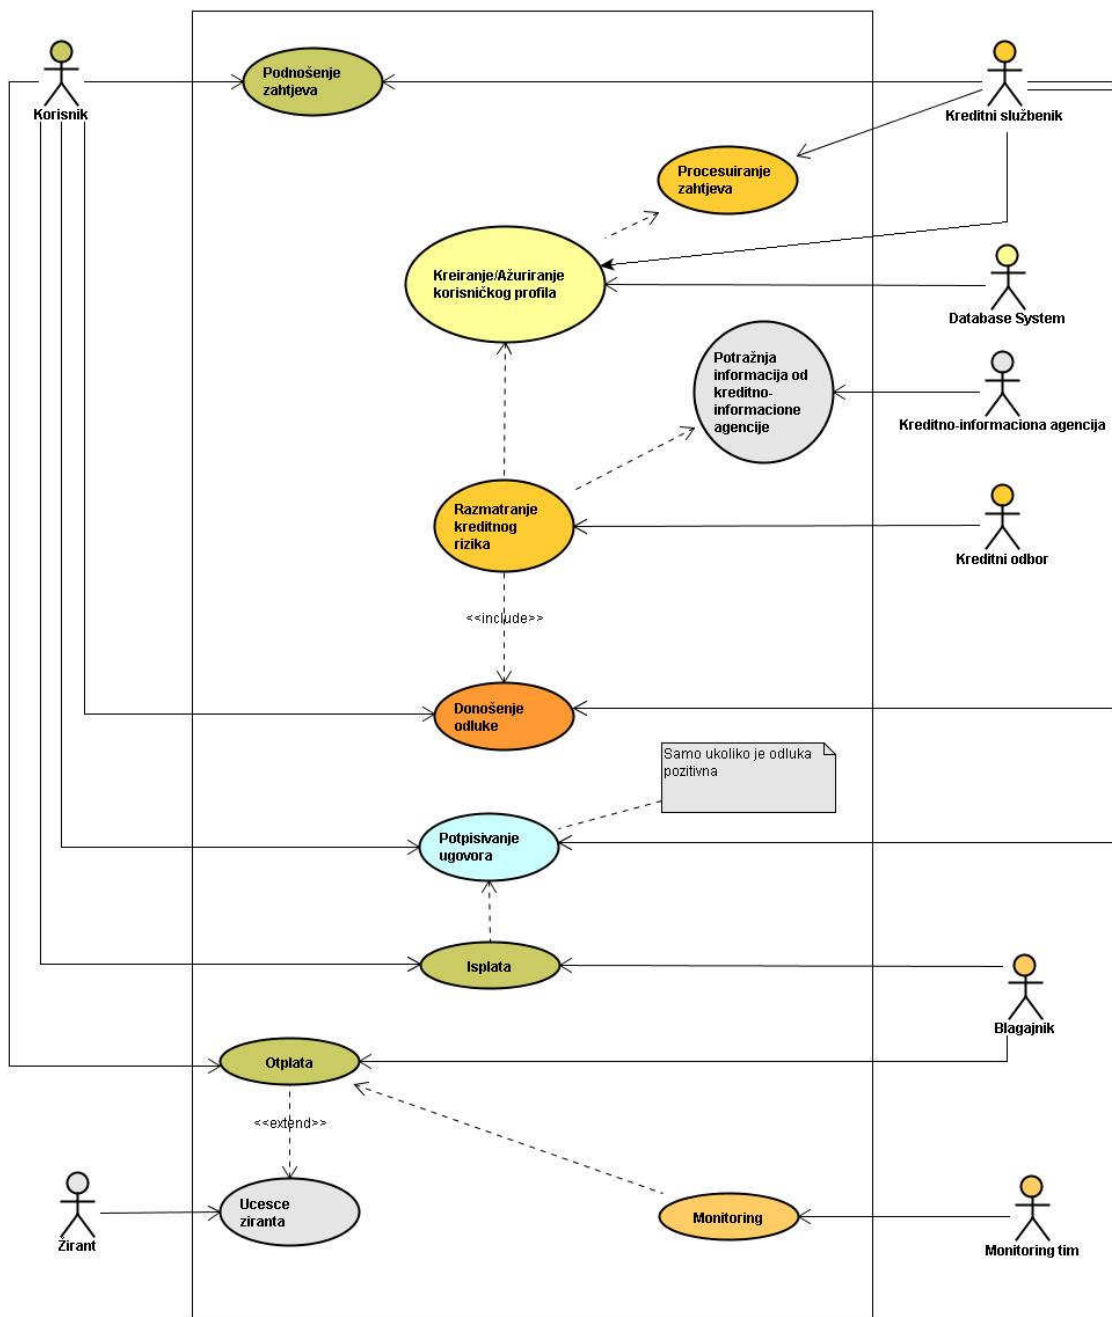 Podnošenje
zahtjeva
Korisnik
Kreditni službenik
Procesuiranje
zahtjeva
Kreiranje/Ažuriranje
korisničkog profila
Database System
Potražnja
informacija od
kreditno-
informacione
agencije
Kreditno-informaciona agencija
Razmatranje
kreditnog
rizika
Kreditni odbor
<<include>>
Donošenje
odluke
Samo ukoliko je odluka
pozitivna
Potpisivanje
ugovora
Isplata
Blagajnik
Otplata
<<extend>>
Ucesce
ziranta
Žirant
Monitoring
Monitoring tim